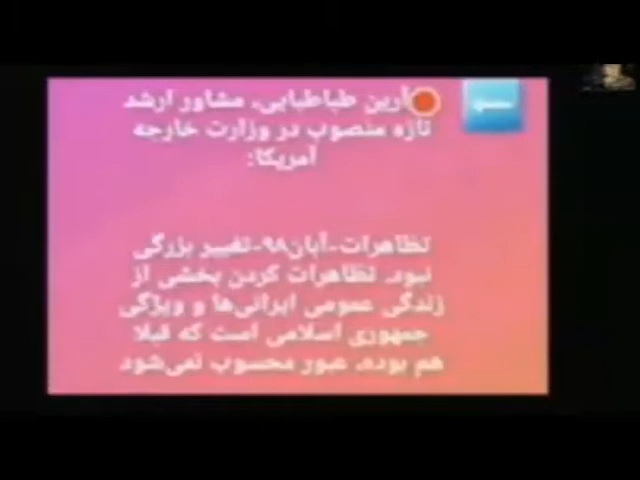 آرین طباطبایی، مشاور ارشد
تازه منصوب در وزارت خارجه
آمریکا:
تظاهرات-آبان۹۸-تغییر بزرگی
نبود. تظاهرات کردن بخشی از
زندگی عمومی ایرانی‌ها و ویژگی
جمهوری اسلامی است که قبلا
هم بوده. عبور محسوب نمی‌شود